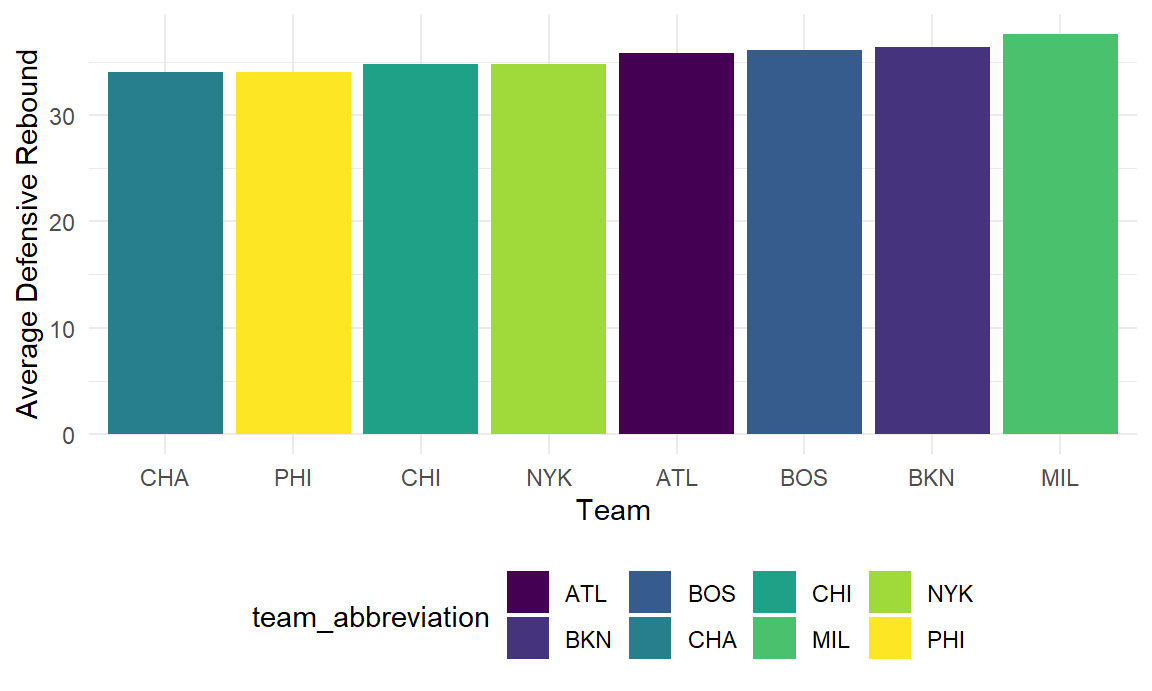 Average Defensive Rebound
30
20
10
0
CHA PHI CHI NYK ATL BOS BKN MIL
Team
team_abbreviation
ATL BOS CHI NYK
BKN CHA MIL PHI